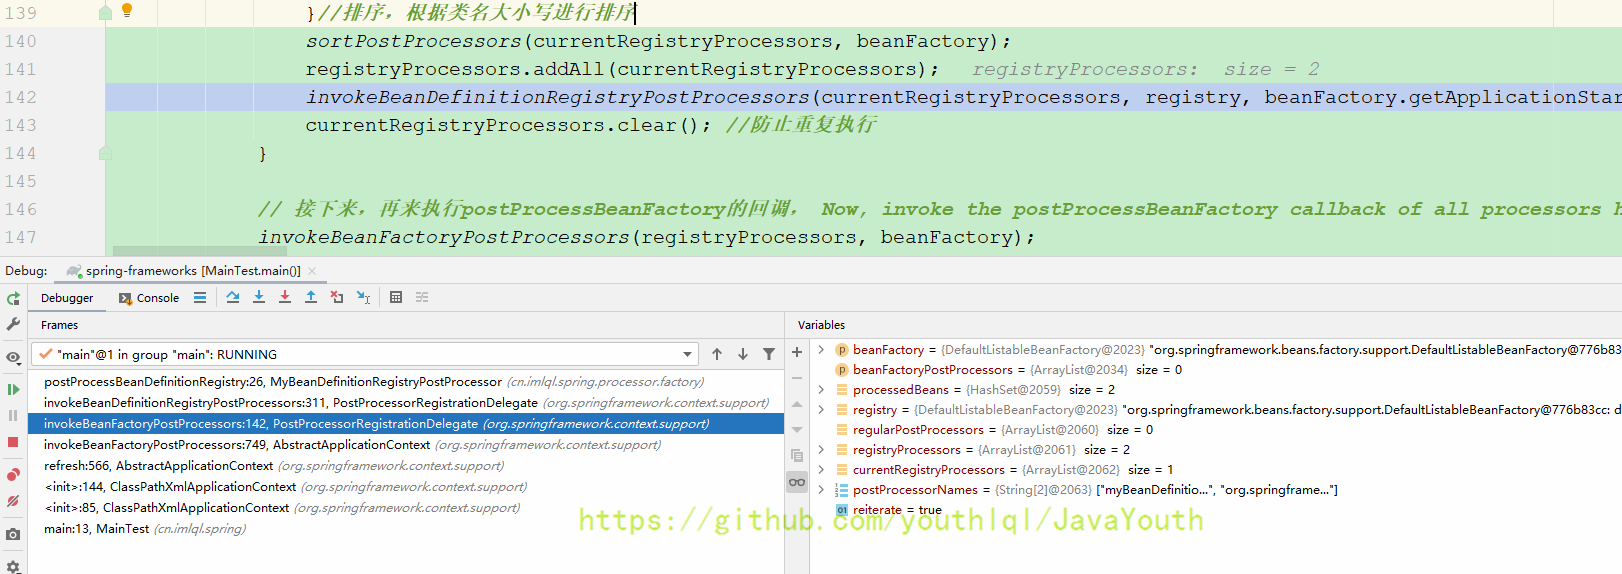 139 }//排序，根据类名大小写进行排序
140 sortPostProcessors(currentRegistryProcessors, beanFactory);
141 registryProcessors.addAll(currentRegistryProcessors); registryProcessors: size = 2
142 invokeBeanDefinitionRegistryPostProcessors(currentRegistryProcessors, registry, beanFactory.getApplicationStar
143 currentRegistryProcessors.clear(); //防止重复执行
144 }
145
146 // 接下来，再来执行postProcessBeanFactory的回调， Now, invoke the postProcessBeanFactory callback of all processors h
147 invokeBeanFactoryPostProcessors(registryProcessors, beanFactory);
Debug: spring-frameworks [MainTest.main()] ×
Debugger Console
Frames
"main"@1 in group "main": RUNNING
postProcessBeanDefinitionRegistry:26, MyBeanDefinitionRegistryPostProcessor (cn.imlql.spring.processor.factory)
invokeBeanDefinitionRegistryPostProcessors:311, PostProcessorRegistrationDelegate (org.springframework.context.support)
invokeBeanFactoryPostProcessors:142, PostProcessorRegistrationDelegate (org.springframework.context.support)
invokeBeanFactoryPostProcessors:749, AbstractApplicationContext (org.springframework.context.support)
refresh:566, AbstractApplicationContext (org.springframework.context.support)
<init>:144, ClassPathXmlApplicationContext (org.springframework.context.support)
<init>:85, ClassPathXmlApplicationContext (org.springframework.context.support)
main:13, MainTest (cn.imlql.spring)
Variables
beanFactory = {DefaultListableBeanFactory@2023} "org.springframework.beans.factory.support.DefaultListableBeanFactory@776b83
beanFactoryPostProcessors = {ArrayList@2034} size = 0
processedBeans = {HashSet@2059} size = 2
registry = {DefaultListableBeanFactory@2023} "org.springframework.beans.factory.support.DefaultListableBeanFactory@776b83cc: d
regularPostProcessors = {ArrayList@2060} size = 0
registryProcessors = {ArrayList@2061} size = 2
currentRegistryProcessors = {ArrayList@2062} size = 1
postProcessorNames = {String[2]@2063} ["myBeanDefinitio...", "org.springframe..."]
reiterate = true
https://github.com/youthlql/JavaYouth